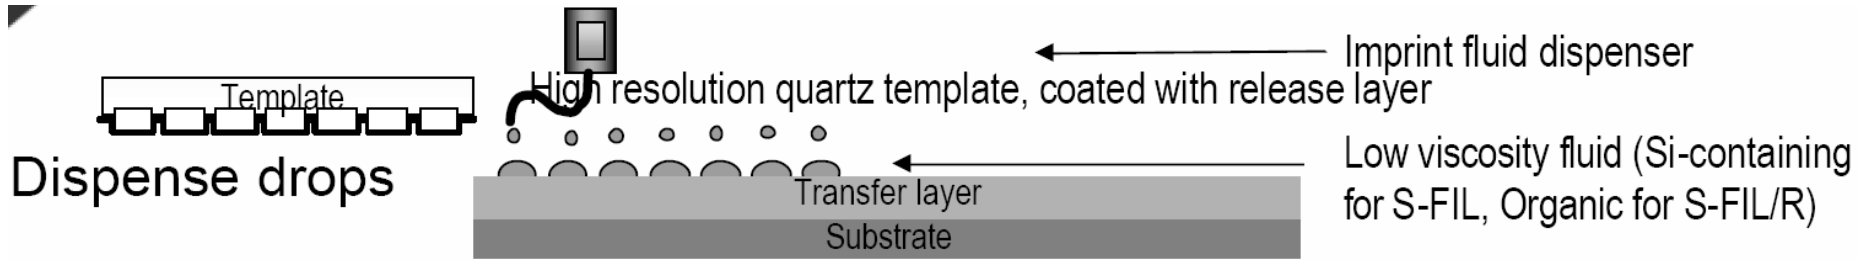 Imprint fluid dispenser
High resolution quartz template, coated with release layer
Template
Dispense drops
Low viscosity fluid (Si-containing
for S-FIL, Organic for S-FIL/R)
Transfer layer
Substrate